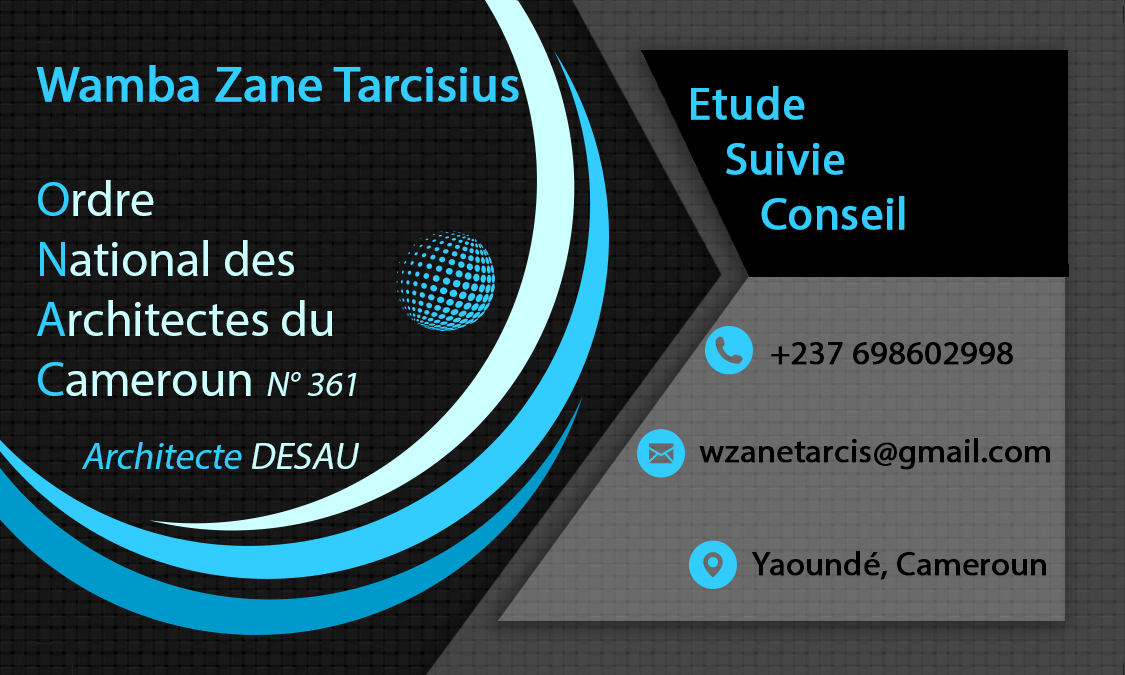 Wamba Zane Tarcisius
Ordre
National des
Architectes du
Cameroun N° 361
Architecte DESAU
Etude
Suivie
Conseil
+237 698602998
wzanetarcis@gmail.com
Yaoundé, Cameroun